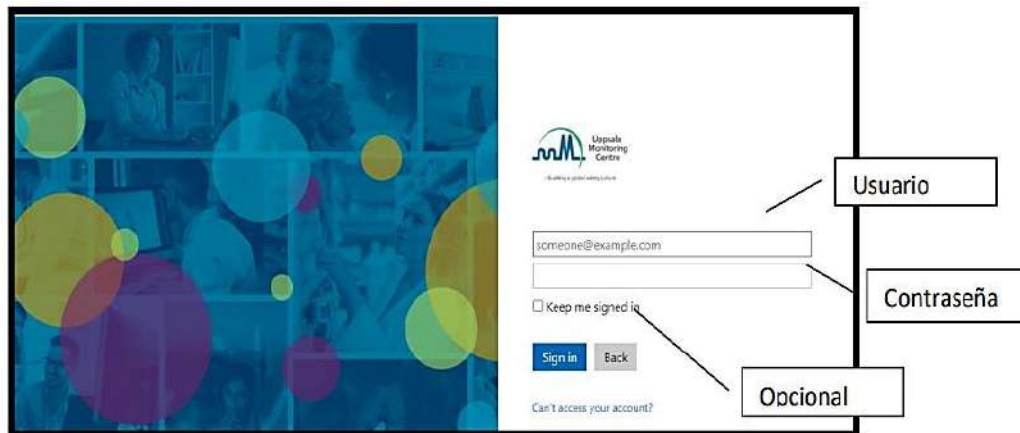 Uppsala
Monitoring
Centre
Usuario
someone@example.com
Contraseña
Keep me signed in
Sign in
Back
Opcional
Can't access your account?